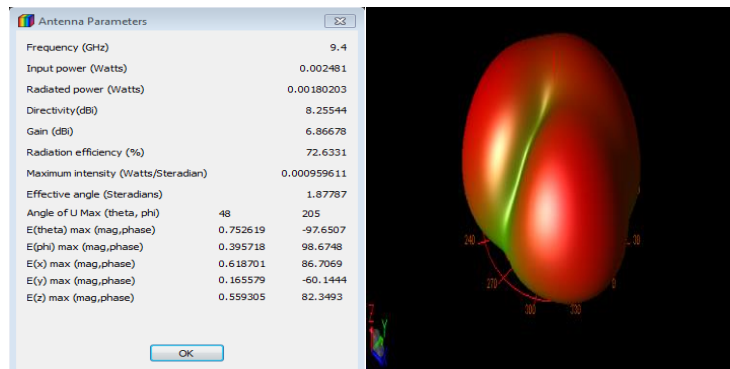 Antenna Parameters
Frequency (GHz) 9.4
Input power (Watts) 0.002481
Radiated power (Watts) 0.00180203
Directivity(dBi) 8.25544
Gain (dBi) 6.86678
Radiation efficiency (%) 72.6331
Maximum intensity (Watts/Steradian) 0.000959611
Effective angle (Steradians) 1.87787
Angle of U Max (theta, phi) 48 205
E(theta) max (mag,phase) 0.752619 -97.6507
E(phi) max (mag,phase) 0.395718 98.6748
E(x) max (mag,phase) 0.618701 86.7069
E(y) max (mag,phase) 0.165579 -60.1444
E(z) max (mag,phase) 0.559305 82.3493
OK
240
30
270
0
300
330
Z
Y